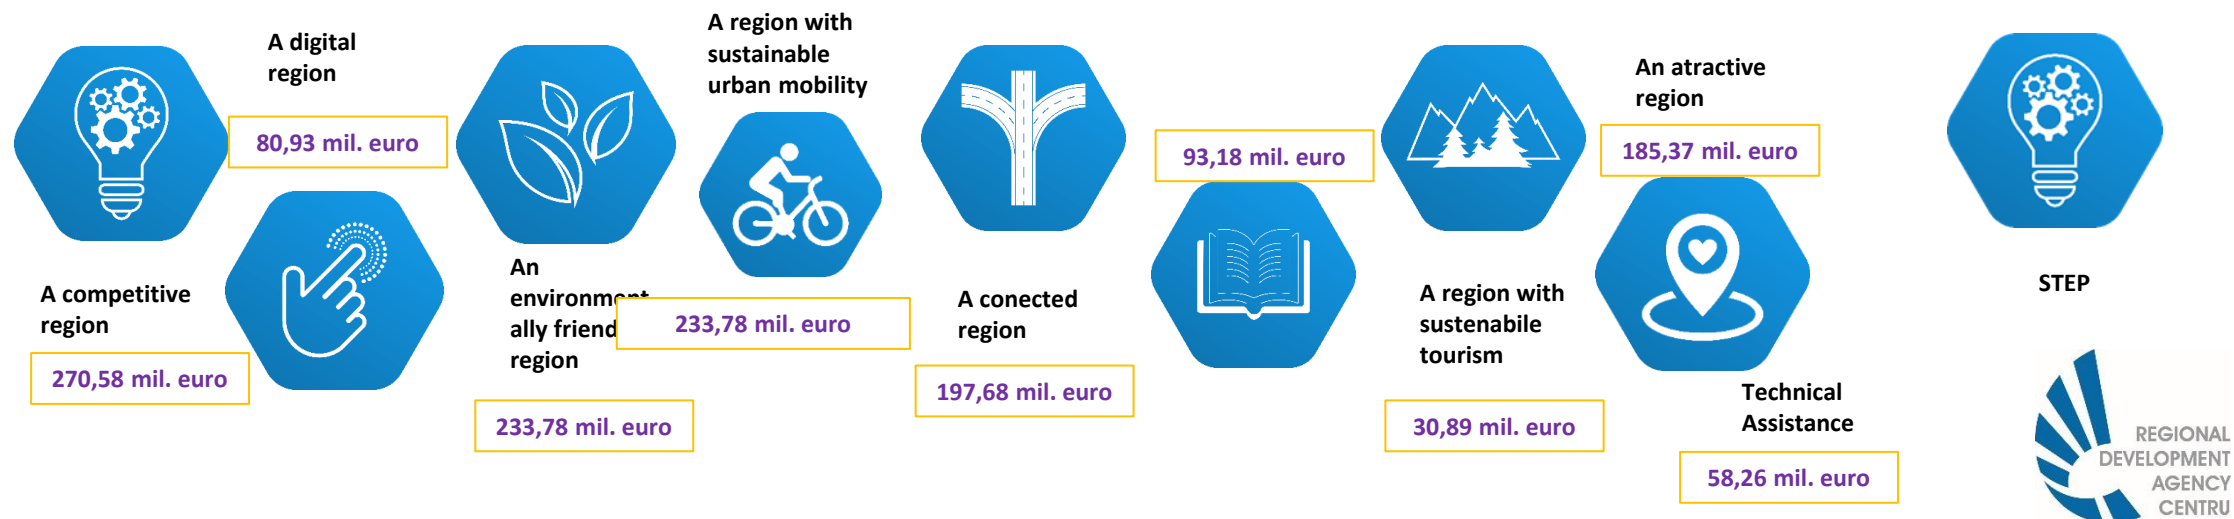 A digital
region
80,93 mil. euro
A competitive
region
270,58 mil. euro
An
environment
ally friend
region
233,78 mil. euro
A region with
sustainable
urban mobility
233,78 mil. euro
A conected
region
197,68 mil. euro
93,18 mil. euro
A region with
sustenabile
tourism
30,89 mil. euro
An atractive
region
185,37 mil. euro
Technical
Assistance
58,26 mil. euro
STEP
REGIONAL
DEVELOPMENT
AGENCY
CENTRU